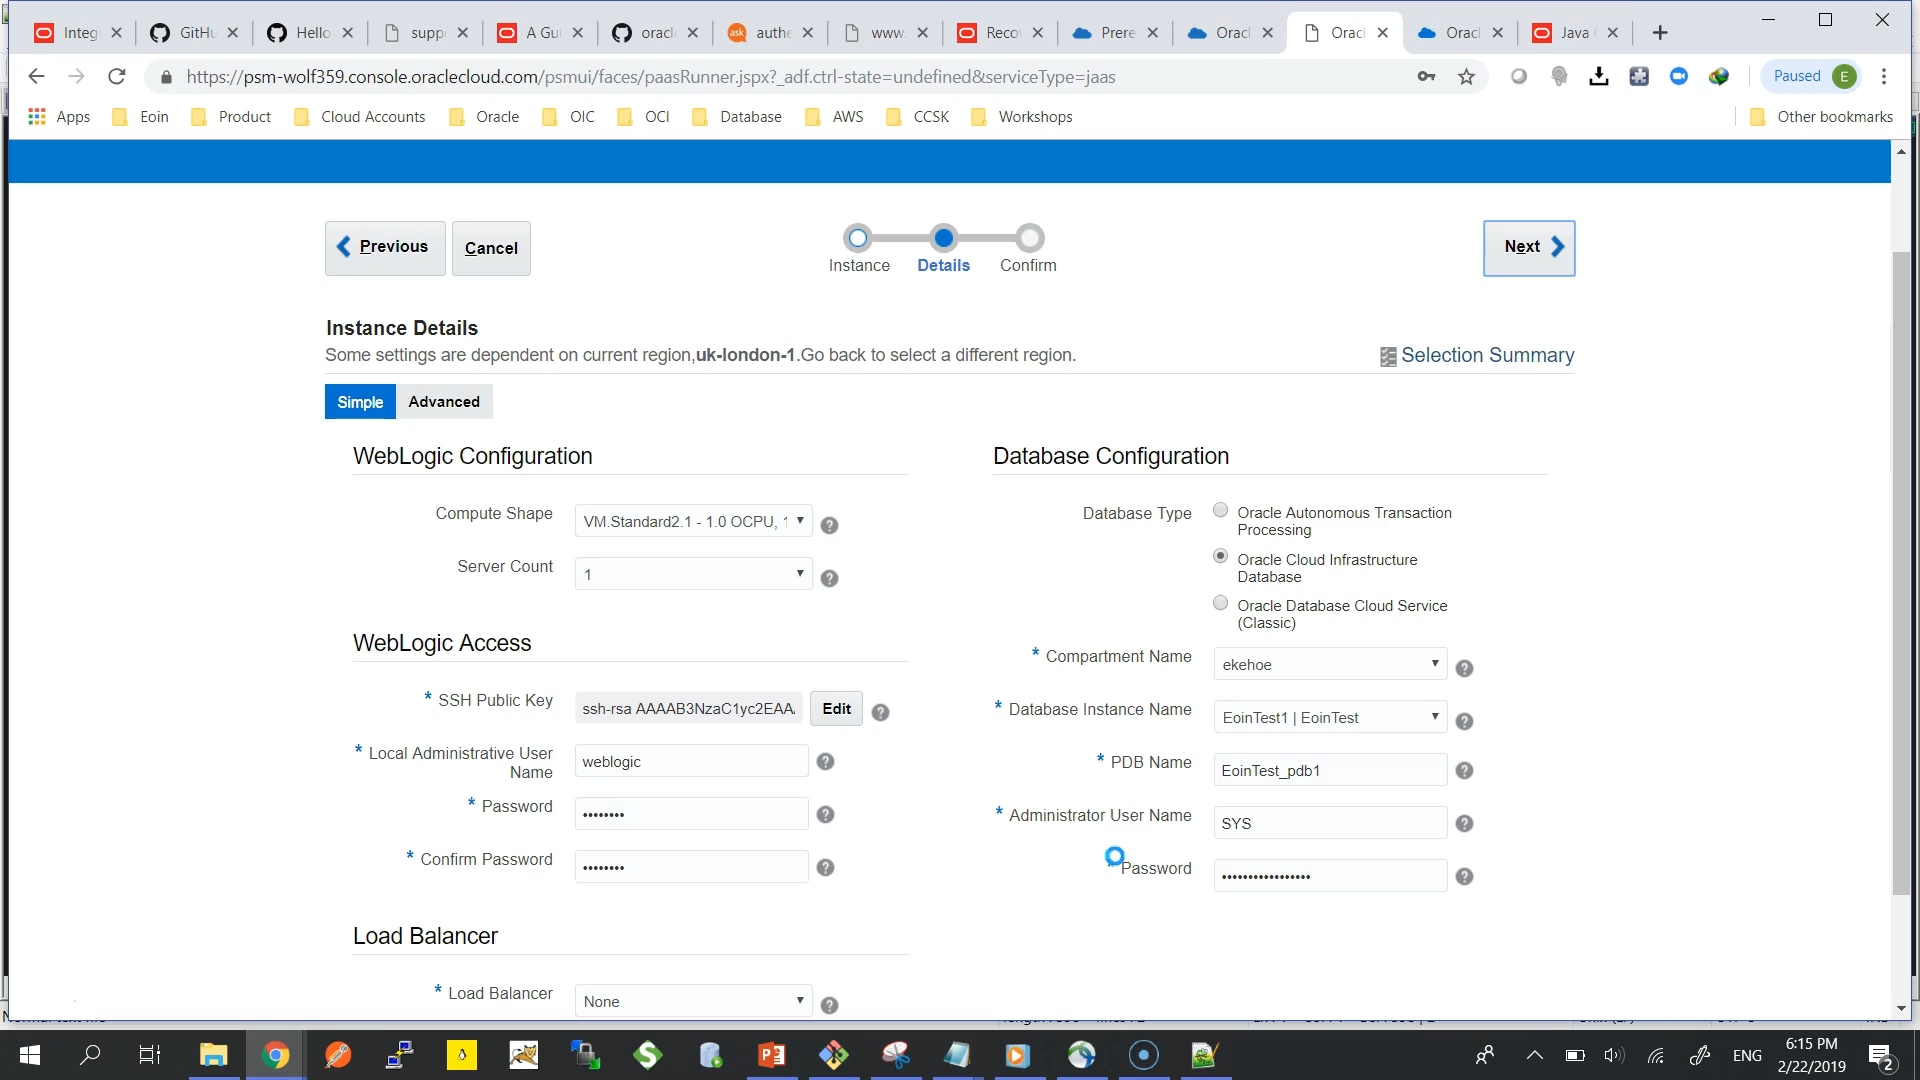 Integ
GitHu
Hello
supp
A Gui
oracl
ask
authe
www.
Reco
Prere
Oracl
Oracl
Oracl
Java
https://psm-wolf359.console.oraclecloud.com/psmui/faces/paasRunner.jspx?_adf.ctrl-state=undefined&serviceType=jaas
Paused E
Apps Eoin Product Cloud Accounts Oracle OIC OCI Database AWS CCSK Workshops Other bookmarks
Previous
Cancel
Instance
Details
Confirm
Next
Instance Details
Some settings are dependent on current region,uk-london-1.Go back to select a different region.
Selection Summary
Simple
Advanced
WebLogic Configuration
Compute Shape VM.Standard2.1 - 1.0 OCPU, 1
Server Count 1
WebLogic Access
* SSH Public Key ssh-rsa AAAAB3NzaC1yc2EAA Edit
* Local Administrative User
Name
weblogic
* Password ••••••••
* Confirm Password ••••••••
Load Balancer
* Load Balancer None
Database Configuration
Database Type
Oracle Autonomous Transaction
Processing
Oracle Cloud Infrastructure
Database
Oracle Database Cloud Service
(Classic)
* Compartment Name ekehoe
* Database Instance Name EoinTest1 | EoinTest
* PDB Name EoinTest_pdb1
* Administrator User Name SYS
Password •••••••••••••••••
ENG
6:15 PM
2/22/2019
2